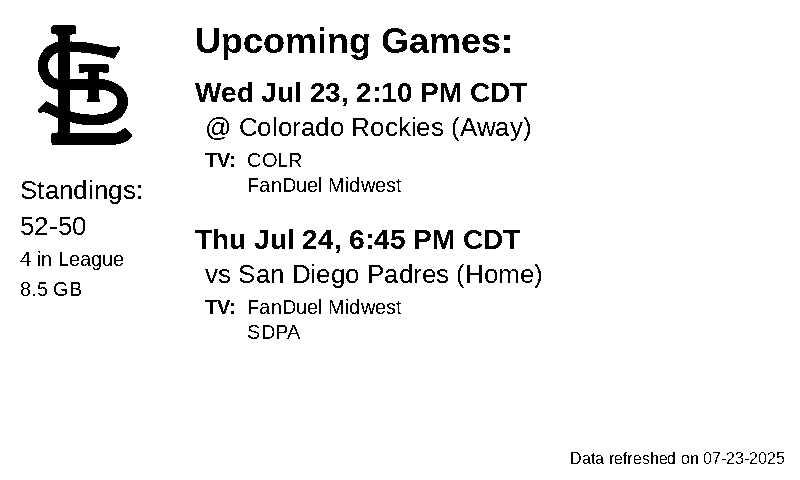 STL
Standings:
52-50
4 in League
8.5 GB
Upcoming Games:
Wed Jul 23, 2:10 PM CDT
@ Colorado Rockies (Away)
TV: COLR
FanDuel Midwest
Thu Jul 24, 6:45 PM CDT
vs San Diego Padres (Home)
TV: FanDuel Midwest
SDPA
Data refreshed on 07-23-2025